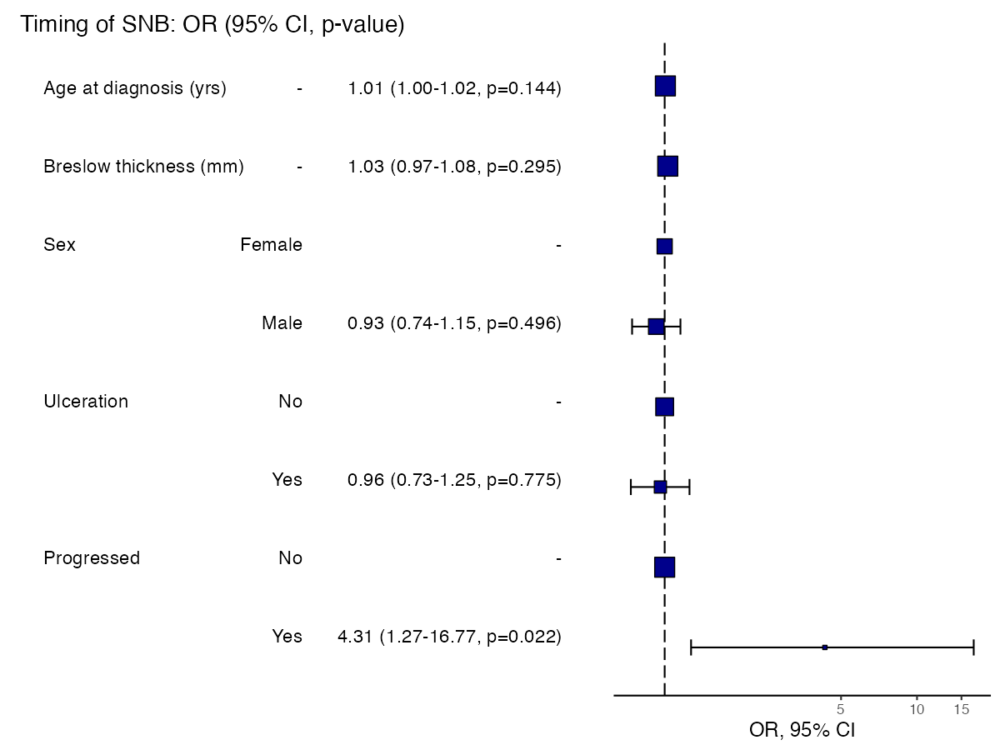 Timing of SNB: OR (95% CI, p-value)
Age at diagnosis (yrs) - 1.01 (1.00-1.02, p=0.144)
Breslow thickness (mm) - 1.03 (0.97-1.08, p=0.295)
Sex Female -
Male 0.93 (0.74-1.15, p=0.496)
Ulceration No -
Yes 0.96 (0.73-1.25, p=0.775)
Progressed No -
Yes 4.31 (1.27-16.77, p=0.022)
5 10 15
OR, 95% CI